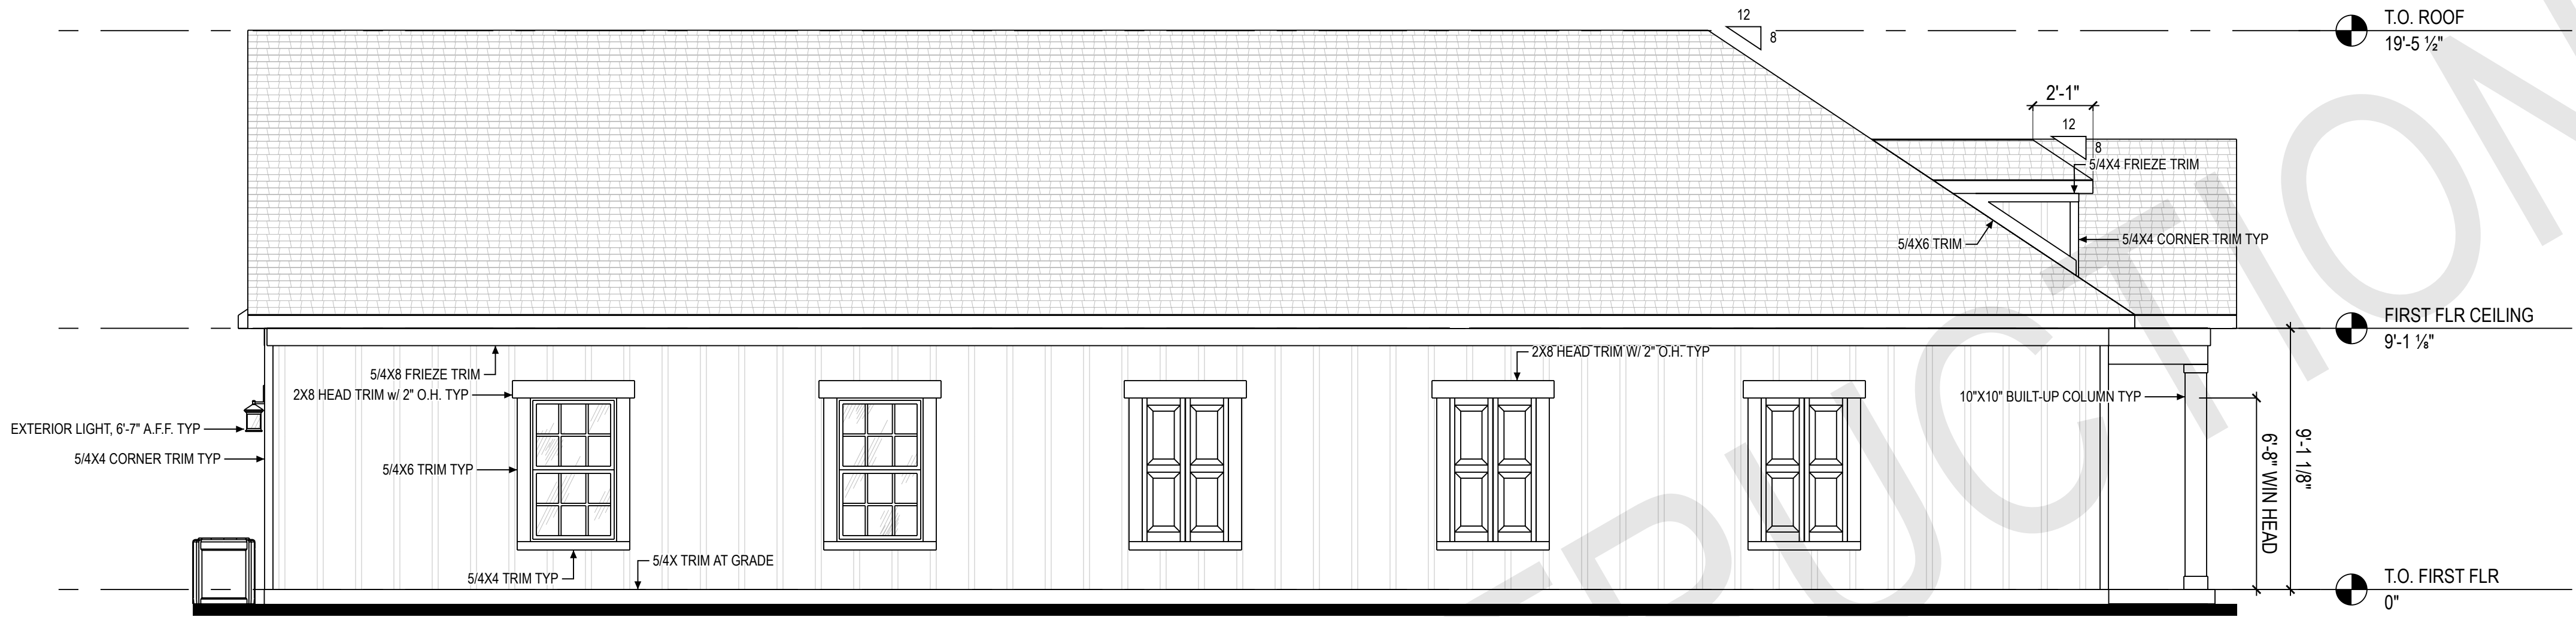 12
8
T.O. ROOF
19'-5 ½"
2'-1"
12
8
5/4X4 FRIEZE TRIM
5/4X6 TRIM
5/4X4 CORNER TRIM TYP
FIRST FLR CEILING
9'-1 ⅛"
2X8 HEAD TRIM W/ 2" O.H. TYP
5/4X8 FRIEZE TRIM
2X8 HEAD TRIM w/ 2" O.H. TYP
10"X10" BUILT-UP COLUMN TYP
EXTERIOR LIGHT, 6'-7" A.F.F. TYP
5/4X4 CORNER TRIM TYP
5/4X6 TRIM TYP
6'-8" WIN HEAD
9'-1 1/8"
5/4X TRIM AT GRADE
5/4X4 TRIM TYP
T.O. FIRST FLR
0"
TRUCTION